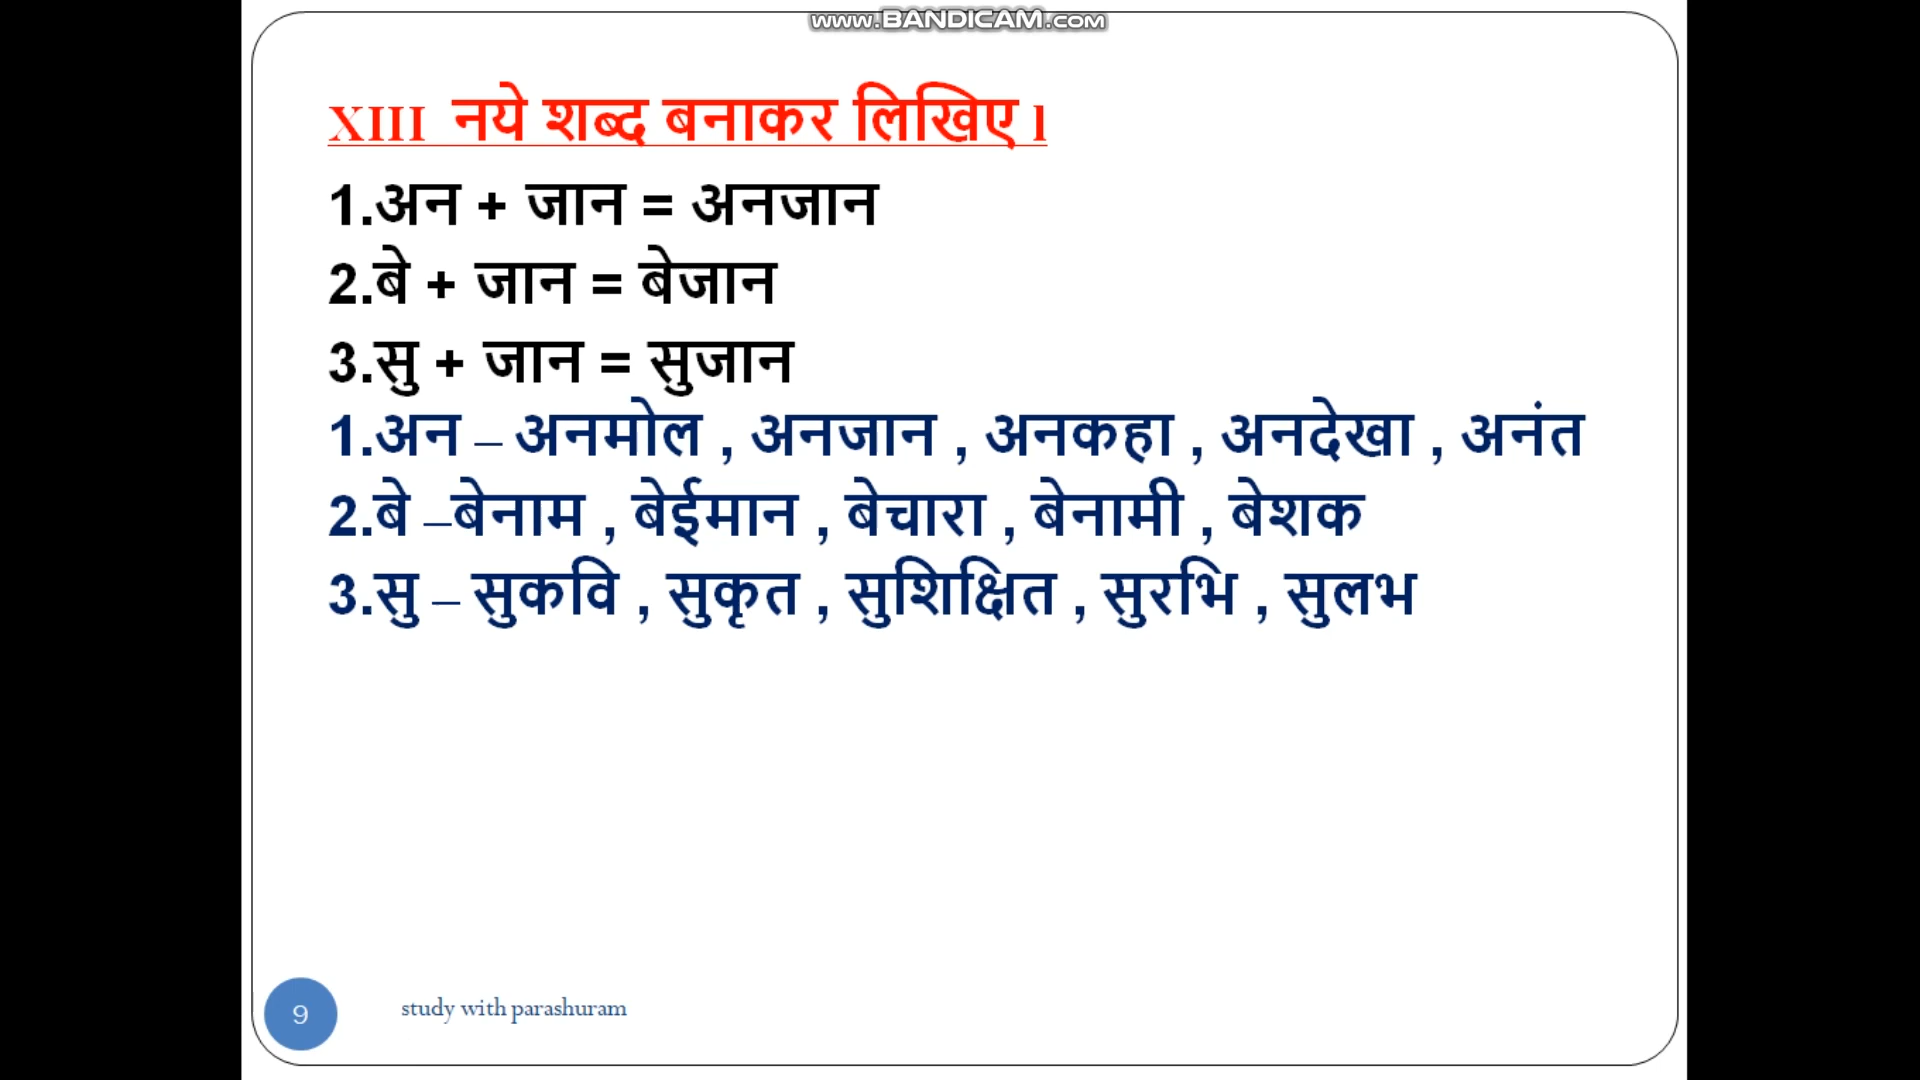 www.BANDICAM.com
XIII नये शब्द बनाकर लिखिए l
1.अन + जान = अनजान
2.बे + जान = बेजान
3.सु + जान = सुजान
1.अन – अनमोल , अनजान , अनकहा , अनदेखा , अनंत
2.बे –बेनाम , बेईमान , बेचारा , बेनामी , बेशक
3.सु – सुकवि , सुकृत , सुशिक्षित , सुरभि , सुलभ
9 study with parashuram